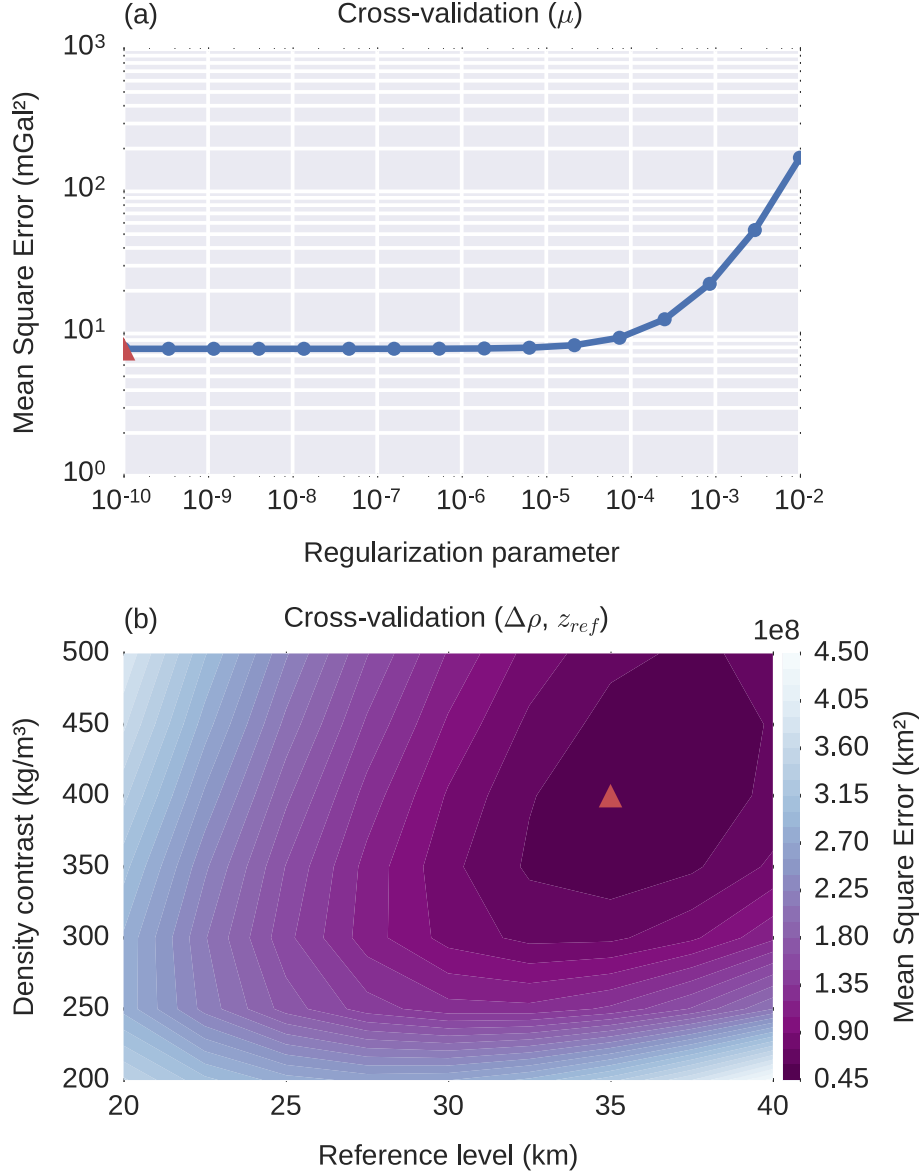 (a) Cross-validation (μ)
10³
10²
10¹
10⁰
Mean Square Error (mGal²)
10⁻¹⁰ 10⁻⁹ 10⁻⁸ 10⁻⁷ 10⁻⁶ 10⁻⁵ 10⁻⁴ 10⁻³ 10⁻²
Regularization parameter
(b) Cross-validation (Δρ, z_ref)
1e8
500
450
400
350
300
250
200
Density contrast (kg/m³)
20 25 30 35 40
Reference level (km)
4.50
4.05
3.60
3.15
2.70
2.25
1.80
1.35
0.90
0.45
Mean Square Error (km²)